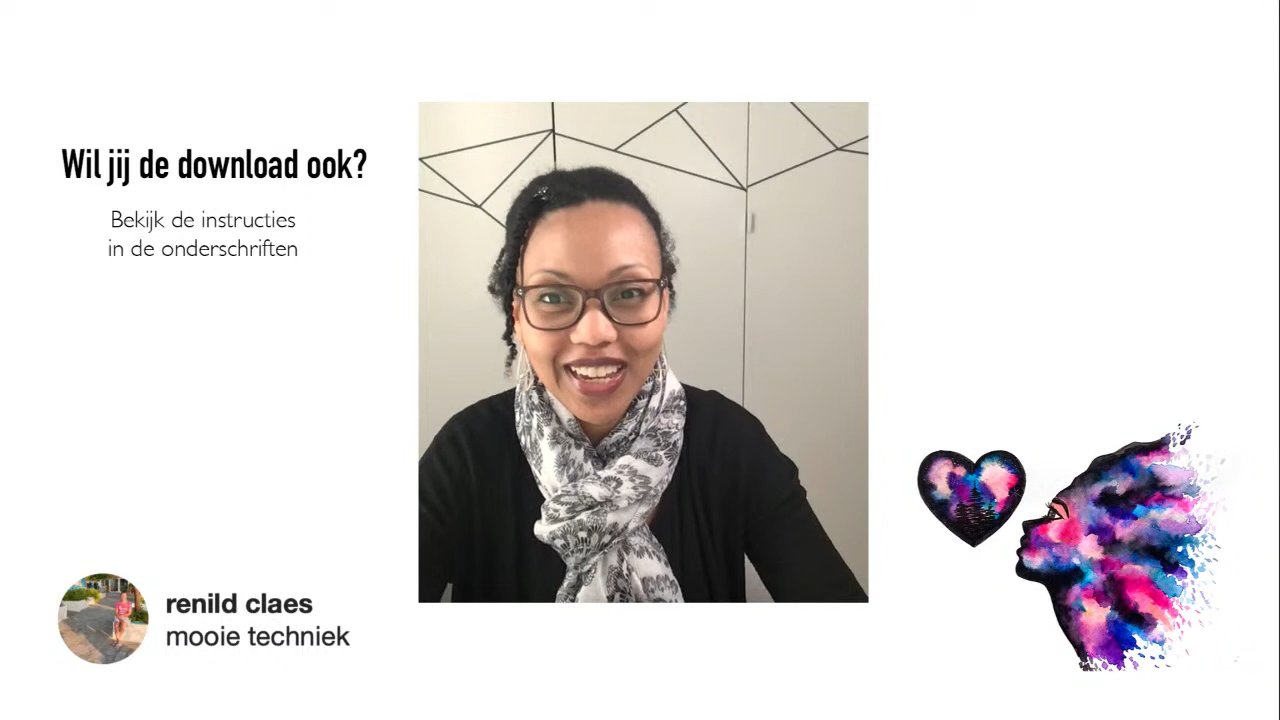 Wil jij de download ook?
Bekijk de instructies
in de onderschriften
renild claes
mooie techniek